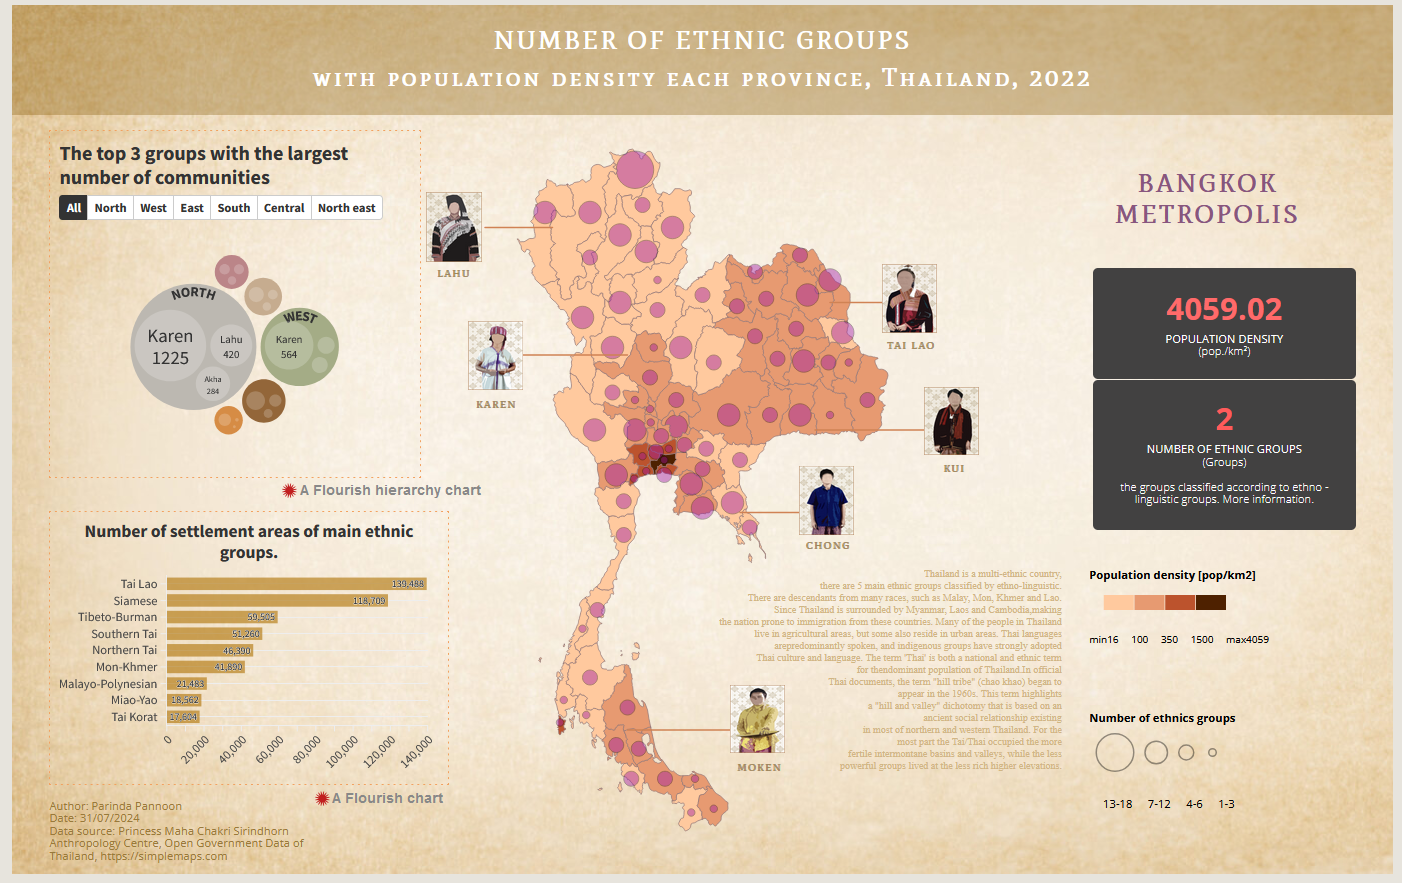 NUMBER OF ETHNIC GROUPS
WITH POPULATION DENSITY EACH PROVINCE, THAILAND, 2022
The top 3 groups with the largest
number of communities
All North West East South Central North east
NORTH
Karen
1225
Lahu
420
Akha
284
WEST
Karen
564
A Flourish hierarchy chart
Number of settlement areas of main ethnic
groups.
Tai Lao 139,488
Siamese 118,709
Tibeto-Burman 59,505
Southern Tai 51,260
Northern Tai 46,390
Mon-Khmer 41,890
Malayo-Polynesian 21,483
Miao-Yao 18,562
Tai Korat 17,604
0 20,000 40,000 60,000 80,000 100,000 120,000 140,000
A Flourish chart
Author: Parinda Pannoon
Date: 31/07/2024
Data source: Princess Maha Chakri Sirindhorn
Anthropology Centre, Open Government Data of
Thailand, https://simplemaps.com
LAHU
KAREN
TAI LAO
KUI
CHONG
MOKEN
Thailand is a multi-ethnic country,
there are 5 main ethnic groups classified by ethno-linguistic.
There are descendants from many races, such as Malay, Mon, Khmer and Lao.
Since Thailand is surrounded by Myanmar, Laos and Cambodia,making
the nation prone to immigration from these countries. Many of the people in Thailand
live in agricultural areas, but some also reside in urban areas. Thai languages
arepredominantly spoken, and indigenous groups have strongly adopted
Thai culture and language. The term 'Thai' is both a national and ethnic term
for thendominant population of Thailand.In official
Thai documents, the term "hill tribe" (chao khao) began to
appear in the 1960s. This term highlights
a "hill and valley" dichotomy that is based on an
ancient social relationship existing
in most of northern and western Thailand. For the
most part the Tai/Thai occupied the more
fertile intermontane basins and valleys, while the less
powerful groups lived at the less rich higher elevations.
BANGKOK
METROPOLIS
4059.02
POPULATION DENSITY
(pop./km²)
2
NUMBER OF ETHNIC GROUPS
(Groups)
the groups classified according to ethno -
linguistic groups. More information.
Population density [pop/km2]
min16 100 350 1500 max4059
Number of ethnics groups
13-18 7-12 4-6 1-3